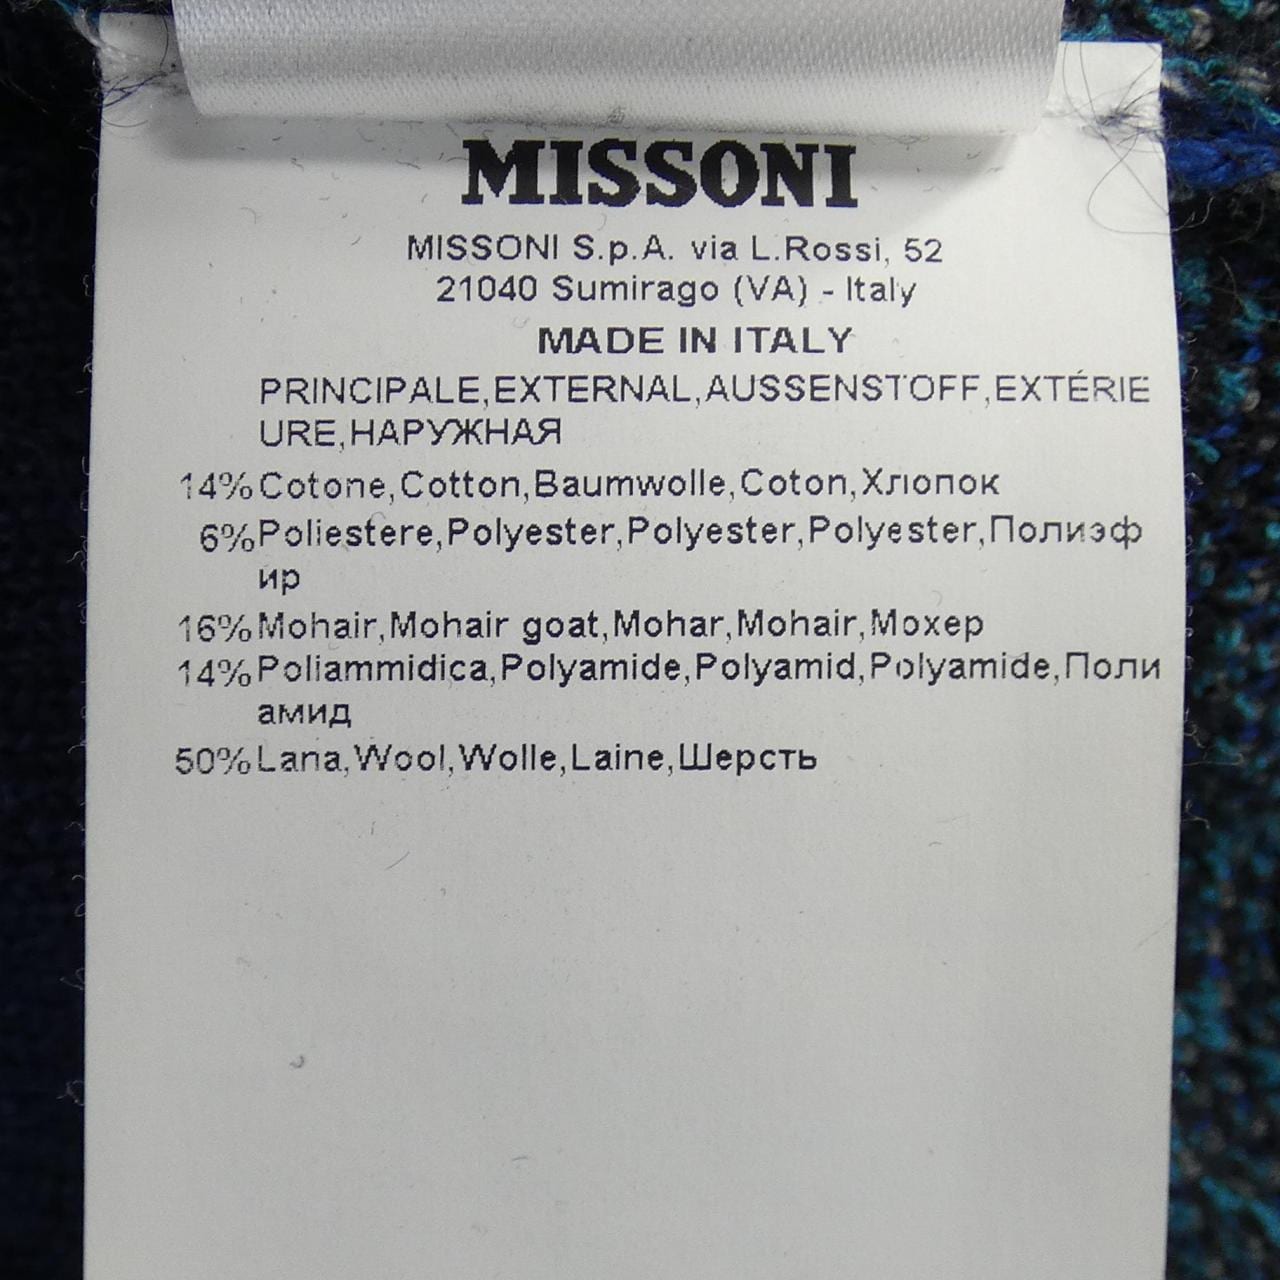 MISSONI
MISSONI S.p.A. via L.Rossi, 52
21040 Sumirago (VA) - Italy
MADE IN ITALY
PRINCIPALE,EXTERNAL,AUSSENSTOFF,EXTÉRIE
URE,НАРУЖНАЯ
14% Cotone,Cotton,Baumwolle,Coton,Хлопок
6% Poliestere,Polyester,Polyester,Polyester,Полиэф
ир
16% Mohair,Mohair goat,Mohar,Mohair,Мохер
14% Poliammidica,Polyamide,Polyamid,Polyamide,Поли
амид
50% Lana,Wool,Wolle,Laine,Шерсть